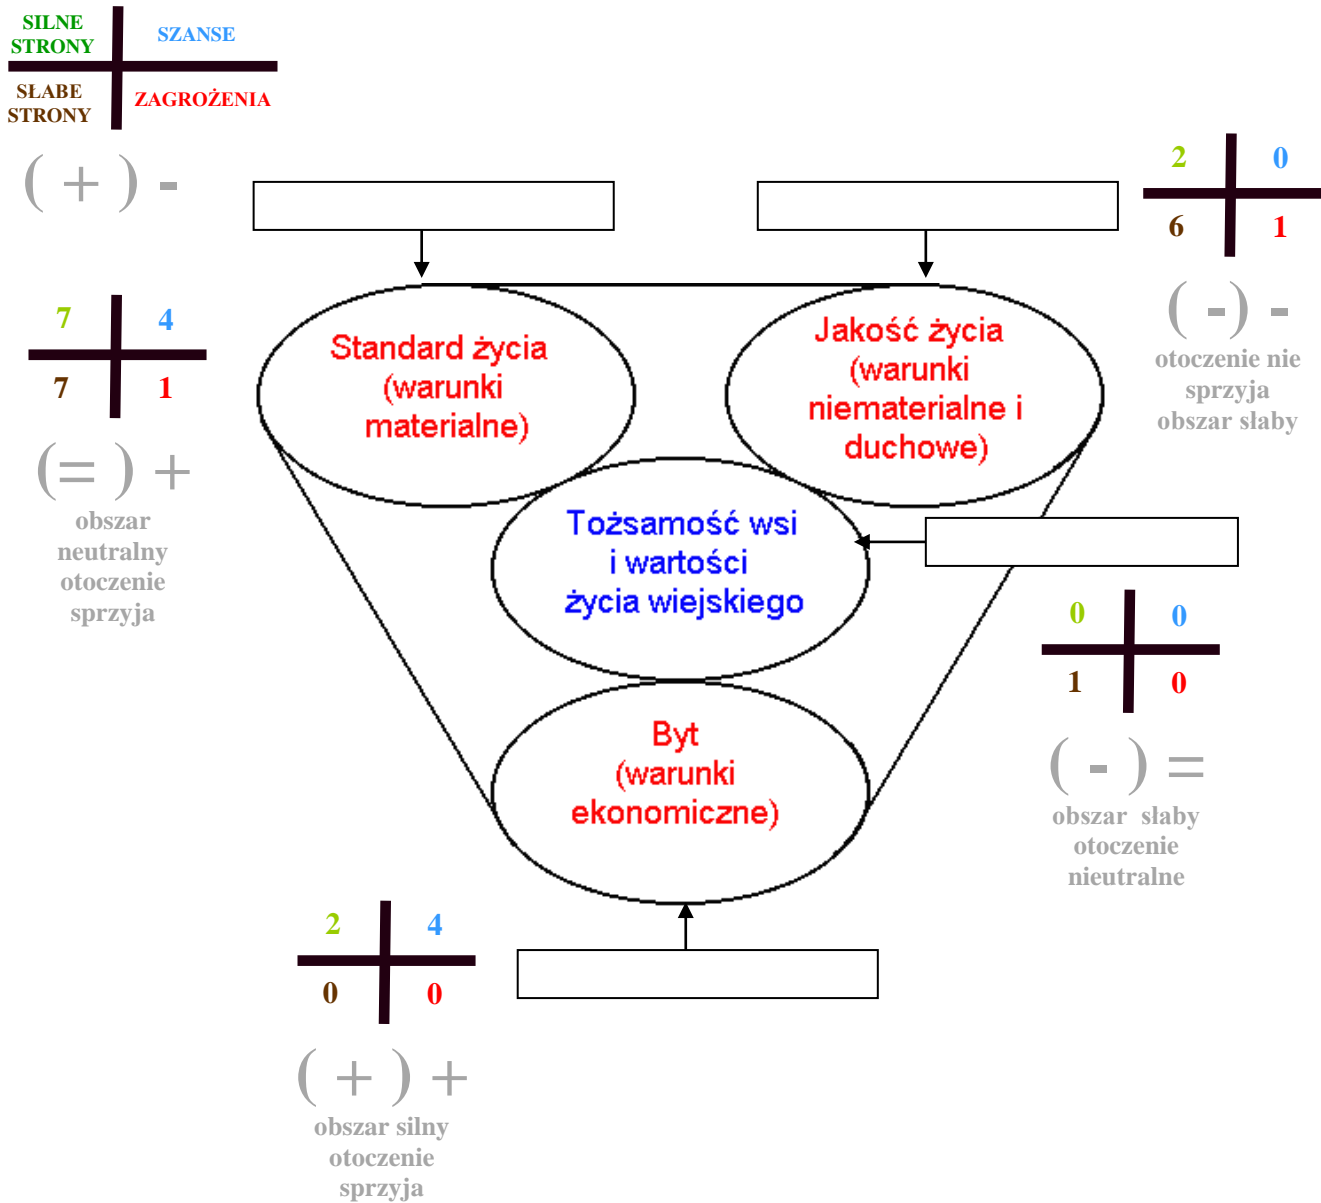 SILNE
STRONY
SZANSE
SŁABE
STRONY
ZAGROŻENIA
( + ) -
2 0
6 1
( -) -
otoczenie nie
sprzyja
obszar słaby
7 4
7 1
(= ) +
obszar
neutralny
otoczenie
sprzyja
Standard życia
(warunki
materialne)
Jakość życia
(warunki
niematerialne i
duchowe)
Tożsamość wsi
i wartości
życia wiejskiego
0 0
1 0
( - ) =
obszar słaby
otoczenie
nieutralne
Byt
(warunki
ekonomiczne)
2 4
0 0
( + ) +
obszar silny
otoczenie
sprzyja